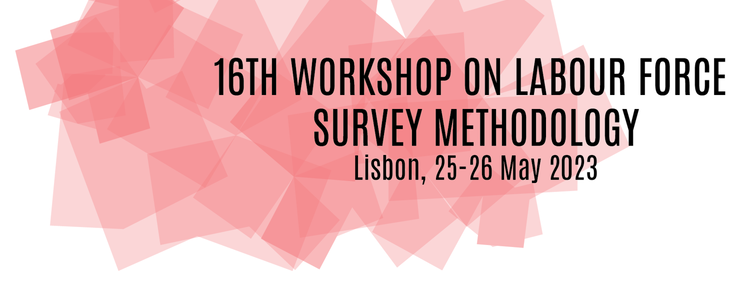 16TH WORKSHOP ON LABOUR FORCE
SURVEY METHODOLOGY
Lisbon, 25-26 May 2023